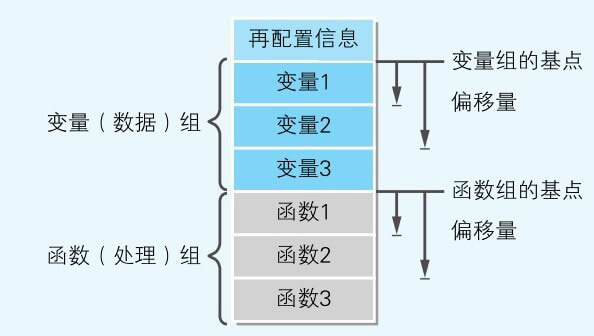 再配置信息
变量组的基点
变量1
偏移量
变量（数据）组
变量2
变量3
函数组的基点
函数1
偏移量
函数（处理）组
函数2
函数3